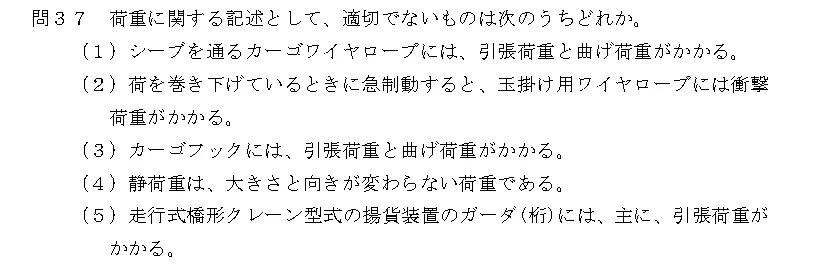 問37 荷重に関する記述として、適切でないものは次のうちどれか。
(1) シーブを通るカーゴワイヤロープには、引張荷重と曲げ荷重がかかる。
(2) 荷を巻き下げているときに急制動すると、玉掛け用ワイヤロープには衝撃
荷重がかかる。
(3) カーゴフックには、引張荷重と曲げ荷重がかかる。
(4) 静荷重は、大きさと向きが変わらない荷重である。
(5) 走行式橋形クレーン型式の揚貨装置のガーダ(桁)には、主に、引張荷重が
かかる。